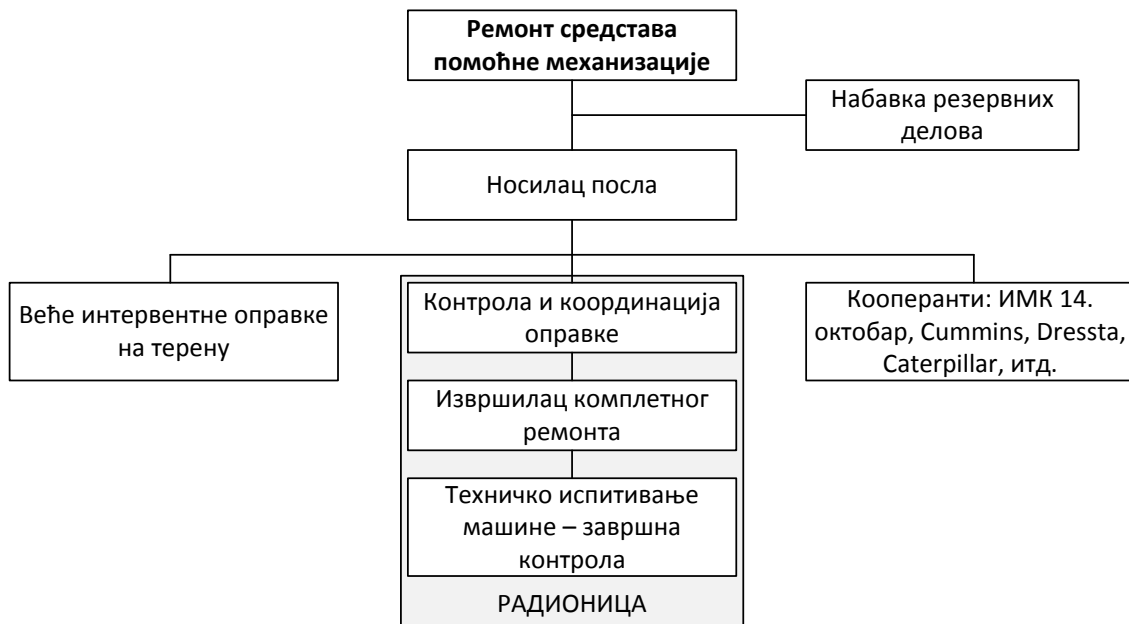 Ремонт средстава
помоћне механизације
Набавка резервних
делова
Носилац посла
Веће интервентне оправке
на терену
Контрола и координација
оправке
Кооперанти: ИМК 14.
октобар, Cummins, Dressta,
Caterpillar, итд.
Извршилац комплетног
ремонта
Техничко испитивање
машине – завршна
контрола
РАДИОНИЦА